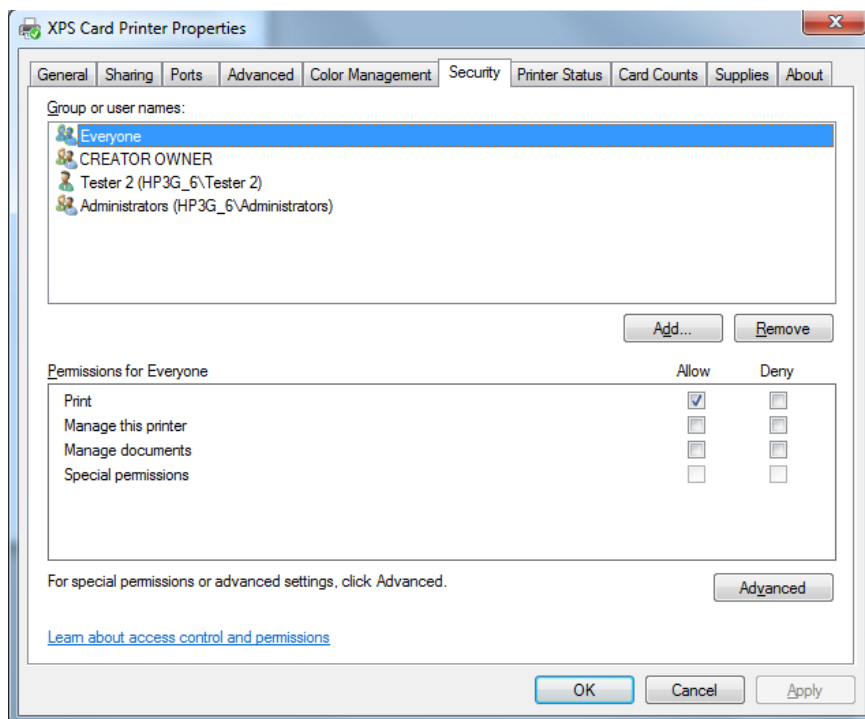 XPS Card Printer Properties
General Sharing Ports Advanced Color Management Security Printer Status Card Counts Supplies About
Group or user names:
Everyone
CREATOR OWNER
Tester 2 (HP3G_6\Tester 2)
Administrators (HP3G_6\Administrators)
Add... Remove
Permissions for Everyone Allow Deny
Print
Manage this printer
Manage documents
Special permissions
For special permissions or advanced settings, click Advanced.
Advanced
Learn about access control and permissions
OK Cancel Apply